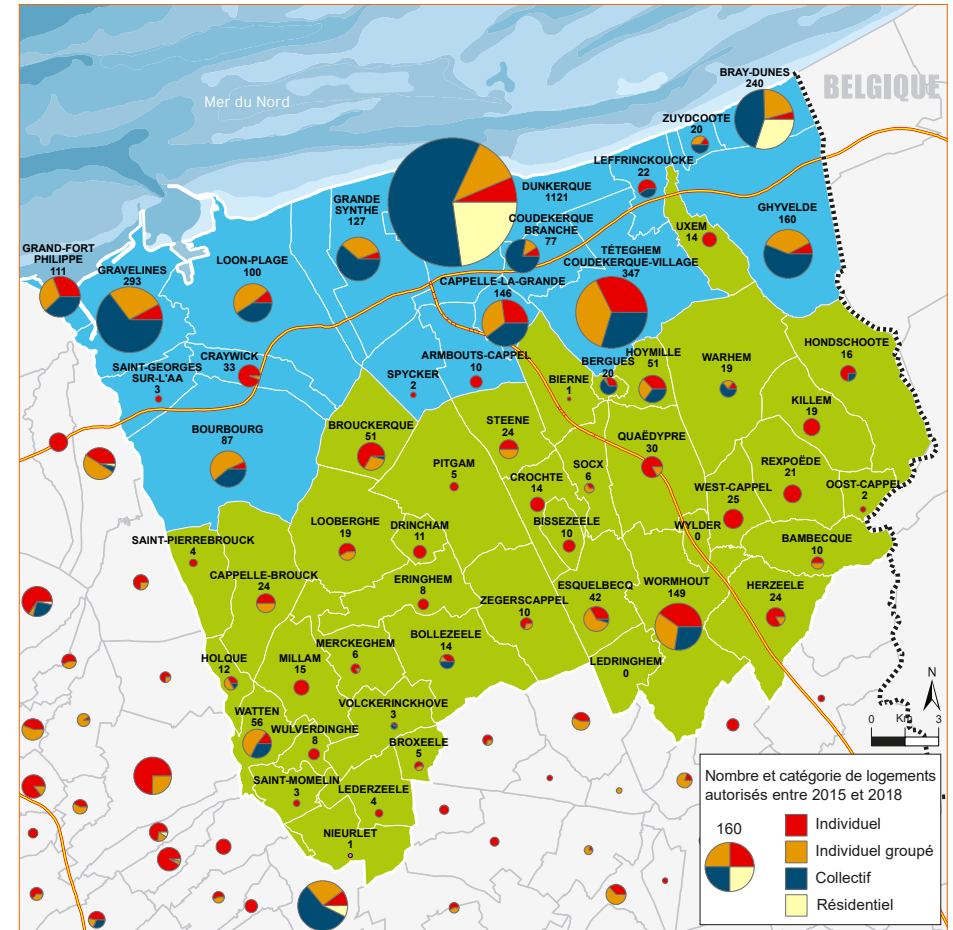 BELGIQUE
Mer du Nord
BRAY-DUNES
240
ZUYDCOOTE
20
LEFFRINCKOUCKE
22
DUNKERQUE
1121
GRANDE
SYNTHE
127
COUDEKERQUE
BRANCHE
77
GHYVELDE
160
UXEM
14
GRAND-FORT
PHILIPPE
111
GRAVELINES
293
LOON-PLAGE
100
TÉTEGHEM
COUDEKERQUE-VILLAGE
347
CAPPELLE-LA-GRANDE
146
SAINT-GEORGES
SUR-L'AA
3
CRAYWICK
33
SPYCKER
2
ARMBOUTS-CAPPEL
10
BIERNE
1
BERGUES
20
HOYMILLE
51
WARHEM
19
HONDSCHOOTE
16
KILLEM
19
BOURBOURG
87
BROUCKERQUE
51
STEENE
24
QUAËDYPRE
30
PITGAM
5
CROCHTE
14
SOCX
6
REXPOËDE
21
WEST-CAPPEL
25
OOST-CAPPEL
2
LOOBERGHE
19
DRINCHAM
11
BISSEZEELE
10
WYLDER
0
BAMBECQUE
10
SAINT-PIERREBROUCK
4
CAPPELLE-BROUCK
24
ERINGHEM
8
ZEGERSCAPPEL
10
ESQUELBECQ
42
WORMHOUT
149
HERZEELE
24
HOLQUE
12
MILLAM
15
MERCKEGHEM
6
BOLLEZEELE
14
LEDRINGHEM
0
WATTEN
56
WULVERDINGHE
8
VOLCKERINCKHOVE
3
BROXEELE
5
SAINT-MOMELIN
3
LEDERZEELE
4
NIEURLET
1
N
0 Km 3
Nombre et catégorie de logements
autorisés entre 2015 et 2018
160
Individuel
Individuel groupé
Collectif
Résidentiel